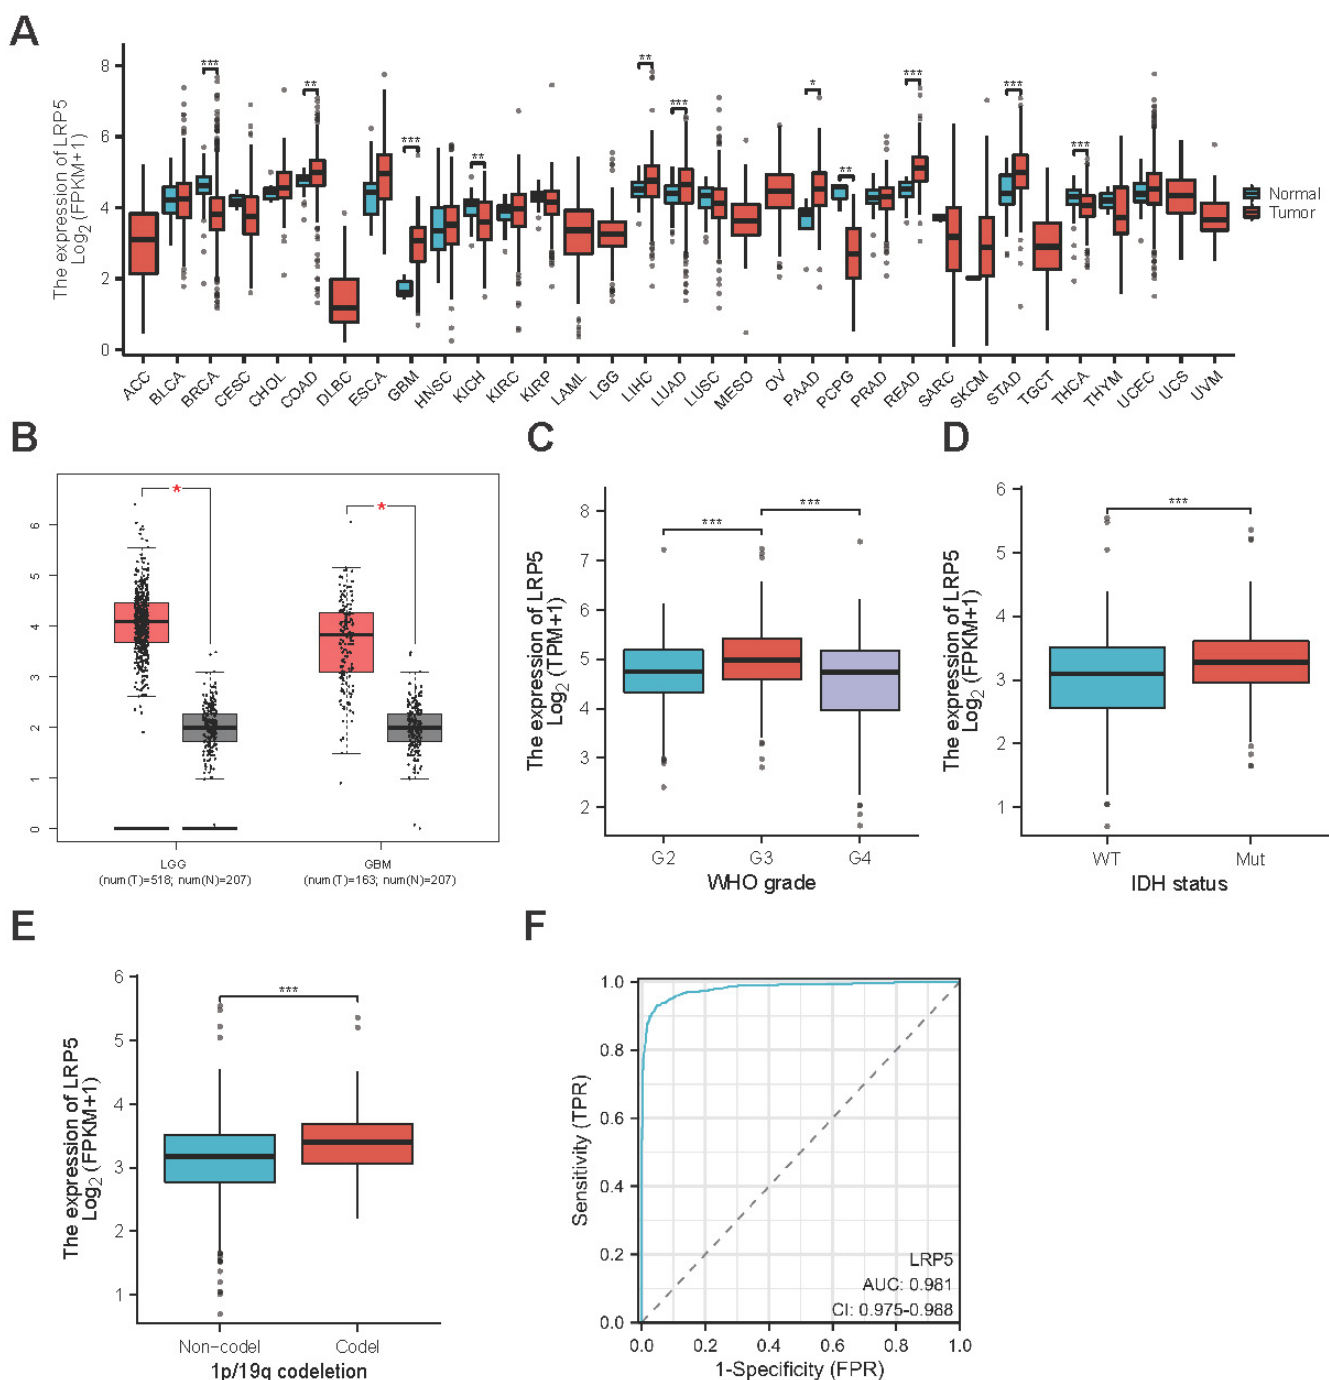 A
The expression of LRP5
Log2 (FPKM+1)
8
6
4
2
0
***
**
***
**
**
***
*
**
***
***
***
Normal
Tumor
ACC
BLCA
BRCA
CESC
CHOL
COAD
DLBC
ESCA
GBM
HNSC
KICH
KIRC
KIRP
LAML
LGG
LIHC
LUAD
LUSC
MESO
OV
PAAD
PCPG
PRAD
READ
SARC
SKCM
STAD
TGCT
THCA
THYM
UCEC
UCS
UVM
B
6
5
4
3
2
1
0
*
*
LGG
(num(T)=518; num(N)=207)
GBM
(num(T)=163; num(N)=207)
C
The expression of LRP5
Log2 (TPM+1)
8
7
6
5
4
3
2
***
***
G2
G3
G4
WHO grade
D
The expression of LRP5
Log2 (FPKM+1)
6
5
4
3
2
1
***
WT
Mut
IDH status
E
The expression of LRP5
Log2 (FPKM+1)
6
5
4
3
2
1
***
Non-codel
Codel
1p/19q codeletion
F
Sensitivity (TPR)
1.0
0.8
0.6
0.4
0.2
0.0
LRP5
AUC: 0.981
CI: 0.975-0.988
0.0
0.2
0.4
0.6
0.8
1.0
1-Specificity (FPR)